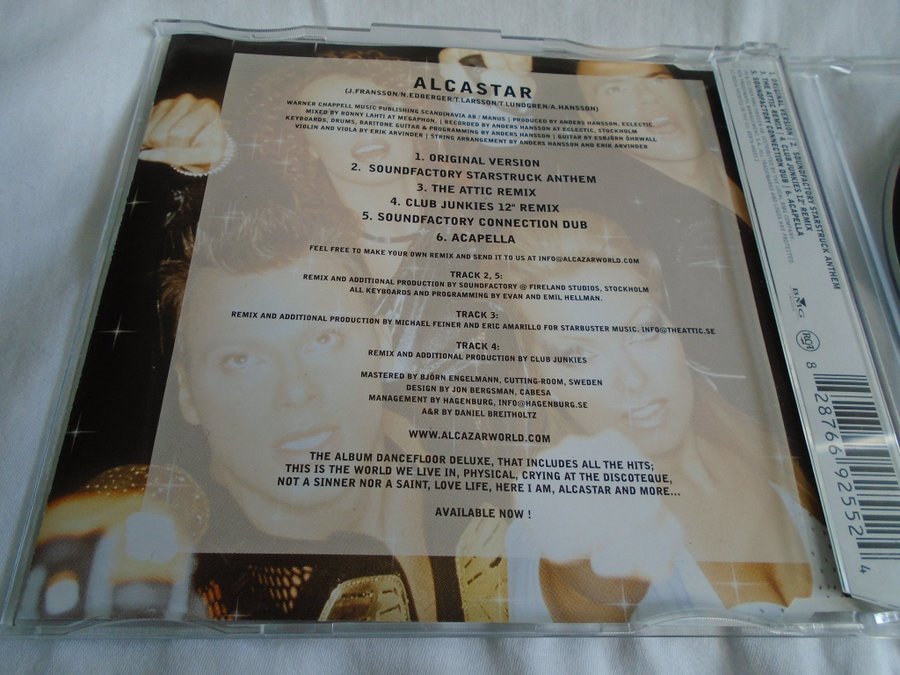 ALCASTAR
(J.FRANSSON/N.EDBERGER/T.LARSSON/T.LUNDGREN/A.HANSSON)
WARNER CHAPPELL MUSIC PUBLISHING SCANDINAVIA AB / MANUS | PRODUCED BY ANDERS HANSSON, ECLECTIC.
MIXED BY RONNY LAHTI AT MEGAPHON. | RECORDED BY ANDERS HANSSON AT ECLECTIC, STOCKHOLM
KEYBOARDS, DRUMS, BARITONE GUITAR & PROGRAMMING BY ANDERS HANSSON | GUITAR BY ESBJÖRN ÖHRWALL
VIOLIN AND VIOLA BY ERIK ARVINDER | STRING ARRANGEMENT BY ANDERS HANSSON AND ERIK ARVINDER
1. ORIGINAL VERSION
2. SOUNDFACTORY STARSTRUCK ANTHEM
3. THE ATTIC REMIX
4. CLUB JUNKIES 12" REMIX
5. SOUNDFACTORY CONNECTION DUB
6. ACAPELLA
FEEL FREE TO MAKE YOUR OWN REMIX AND SEND IT TO US AT INFO@ALCAZARWORLD.COM
TRACK 2, 5:
REMIX AND ADDITIONAL PRODUCTION BY SOUNDFACTORY @ FIRELAND STUDIOS, STOCKHOLM
ALL KEYBOARDS AND PROGRAMMING BY EVAN AND EMIL HELLMAN.
TRACK 3:
REMIX AND ADDITIONAL PRODUCTION BY MICHAEL FEINER AND ERIC AMARILLO FOR STARBUSTER MUSIC. INFO@THEATTIC.SE
TRACK 4:
REMIX AND ADDITIONAL PRODUCTION BY CLUB JUNKIES
MASTERED BY BJÖRN ENGELMANN, CUTTING-ROOM, SWEDEN
DESIGN BY JON BERGSMAN, CABESA
MANAGEMENT BY HAGENBURG, INFO@HAGENBURG.SE
A&R BY DANIEL BREITHOLTZ
WWW.ALCAZARWORLD.COM
THE ALBUM DANCEFLOOR DELUXE, THAT INCLUDES ALL THE HITS;
THIS IS THE WORLD WE LIVE IN, PHYSICAL, CRYING AT THE DISCOTEQUE,
NOT A SINNER NOR A SAINT, LOVE LIFE, HERE I AM, ALCASTAR AND MORE...
AVAILABLE NOW !
1. ORIGINAL VERSION | 2. SOUNDFACTORY STARSTRUCK ANTHEM
3. THE ATTIC REMIX | 4. CLUB JUNKIES 12" REMIX
5. SOUNDFACTORY CONNECTION DUB | 6. ACAPELLA
BMG
RCA
8 28766 92552 4